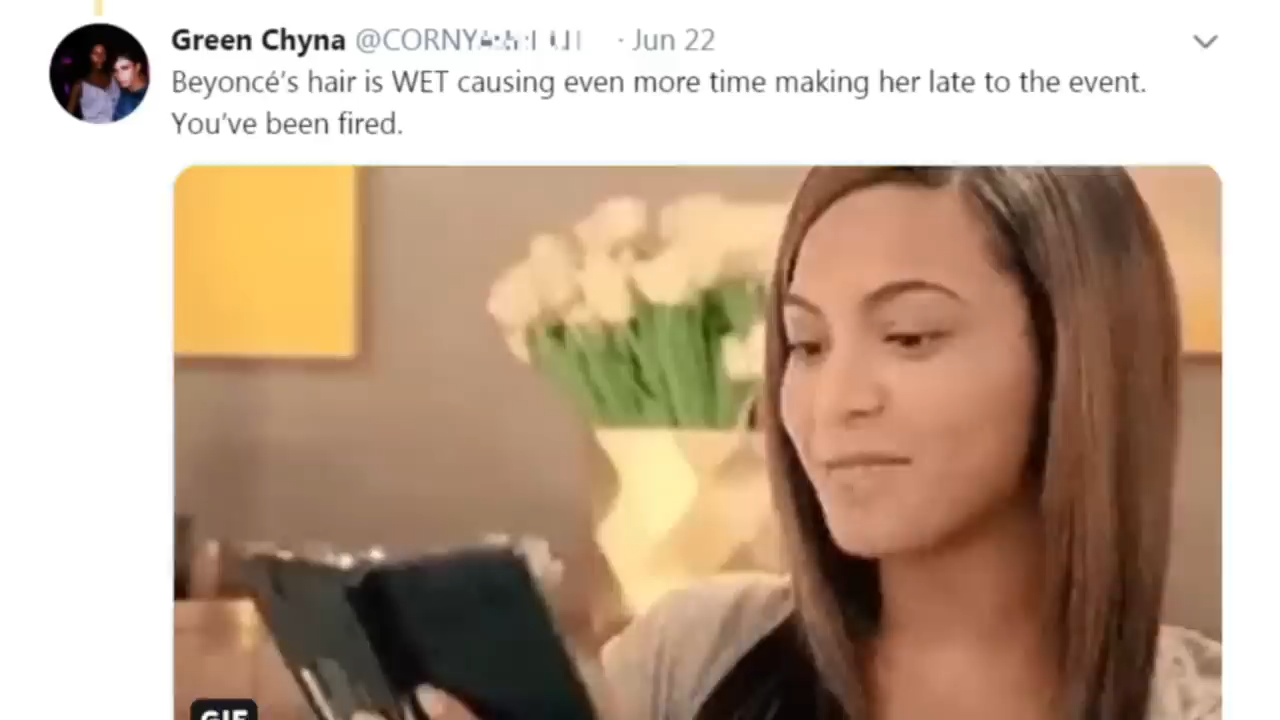 Green Chyna @CORNY · Jun 22
Beyoncé's hair is WET causing even more time making her late to the event.
You've been fired.
GIF